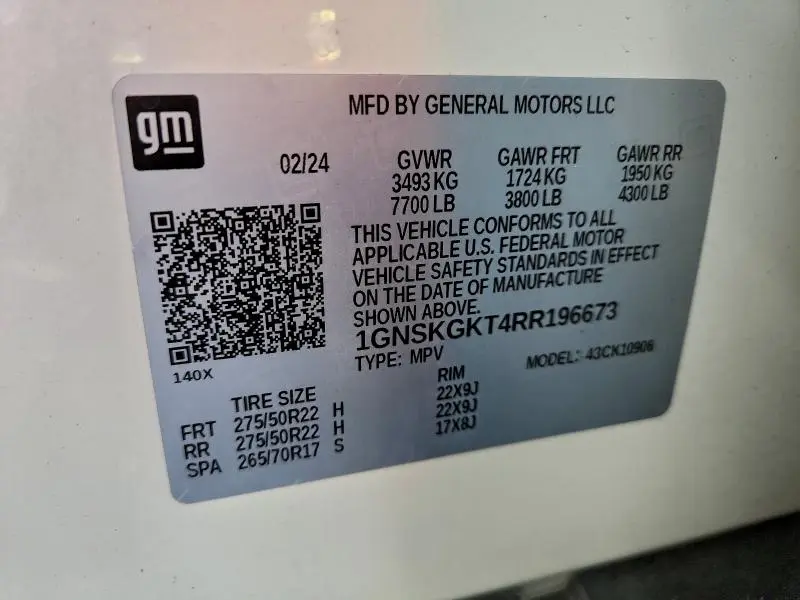 gm
MFD BY GENERAL MOTORS LLC
02/24
GVWR GAWR FRT GAWR RR
3493 KG 1724 KG 1950 KG
7700 LB 3800 LB 4300 LB
THIS VEHICLE CONFORMS TO ALL
APPLICABLE U.S. FEDERAL MOTOR
VEHICLE SAFETY STANDARDS IN EFFECT
ON THE DATE OF MANUFACTURE
SHOWN ABOVE.
1GNSKGKT4RR196673
TYPE: MPV MODEL: 43CK10906
140X
TIRE SIZE RIM
FRT 275/50R22 H 22X9J
RR 275/50R22 H 22X9J
SPA 265/70R17 S 17X8J